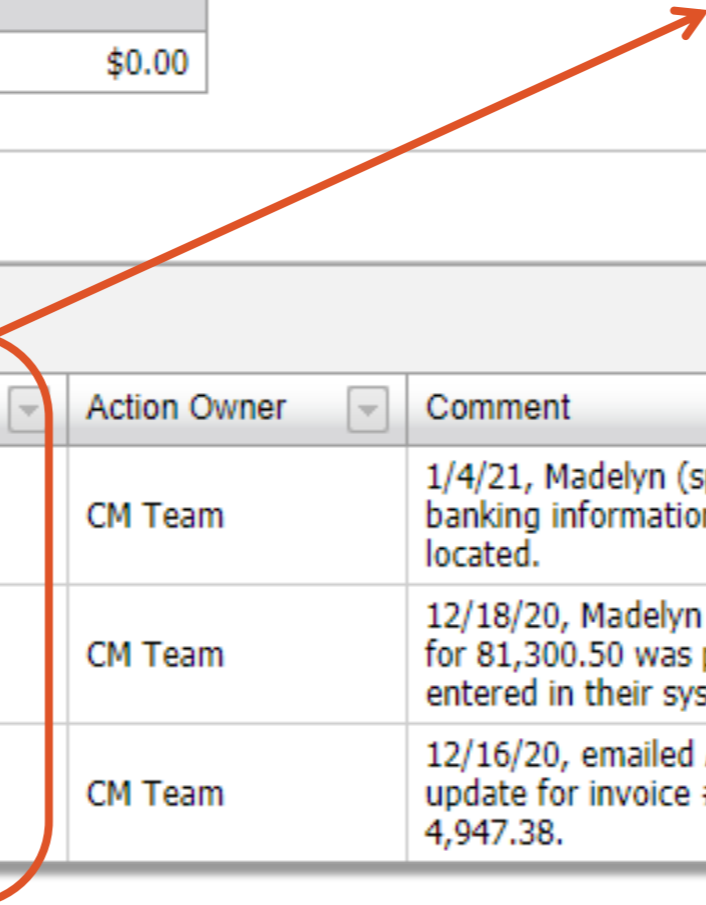 $0.00
Action Owner
Comment
CM Team
1/4/21, Madelyn
banking
located.
CM Team
12/18/20, Madelyn
for 81,300.50 was
entered in their
CM Team
12/16/20, emailed
update for invoice
4,947.38.